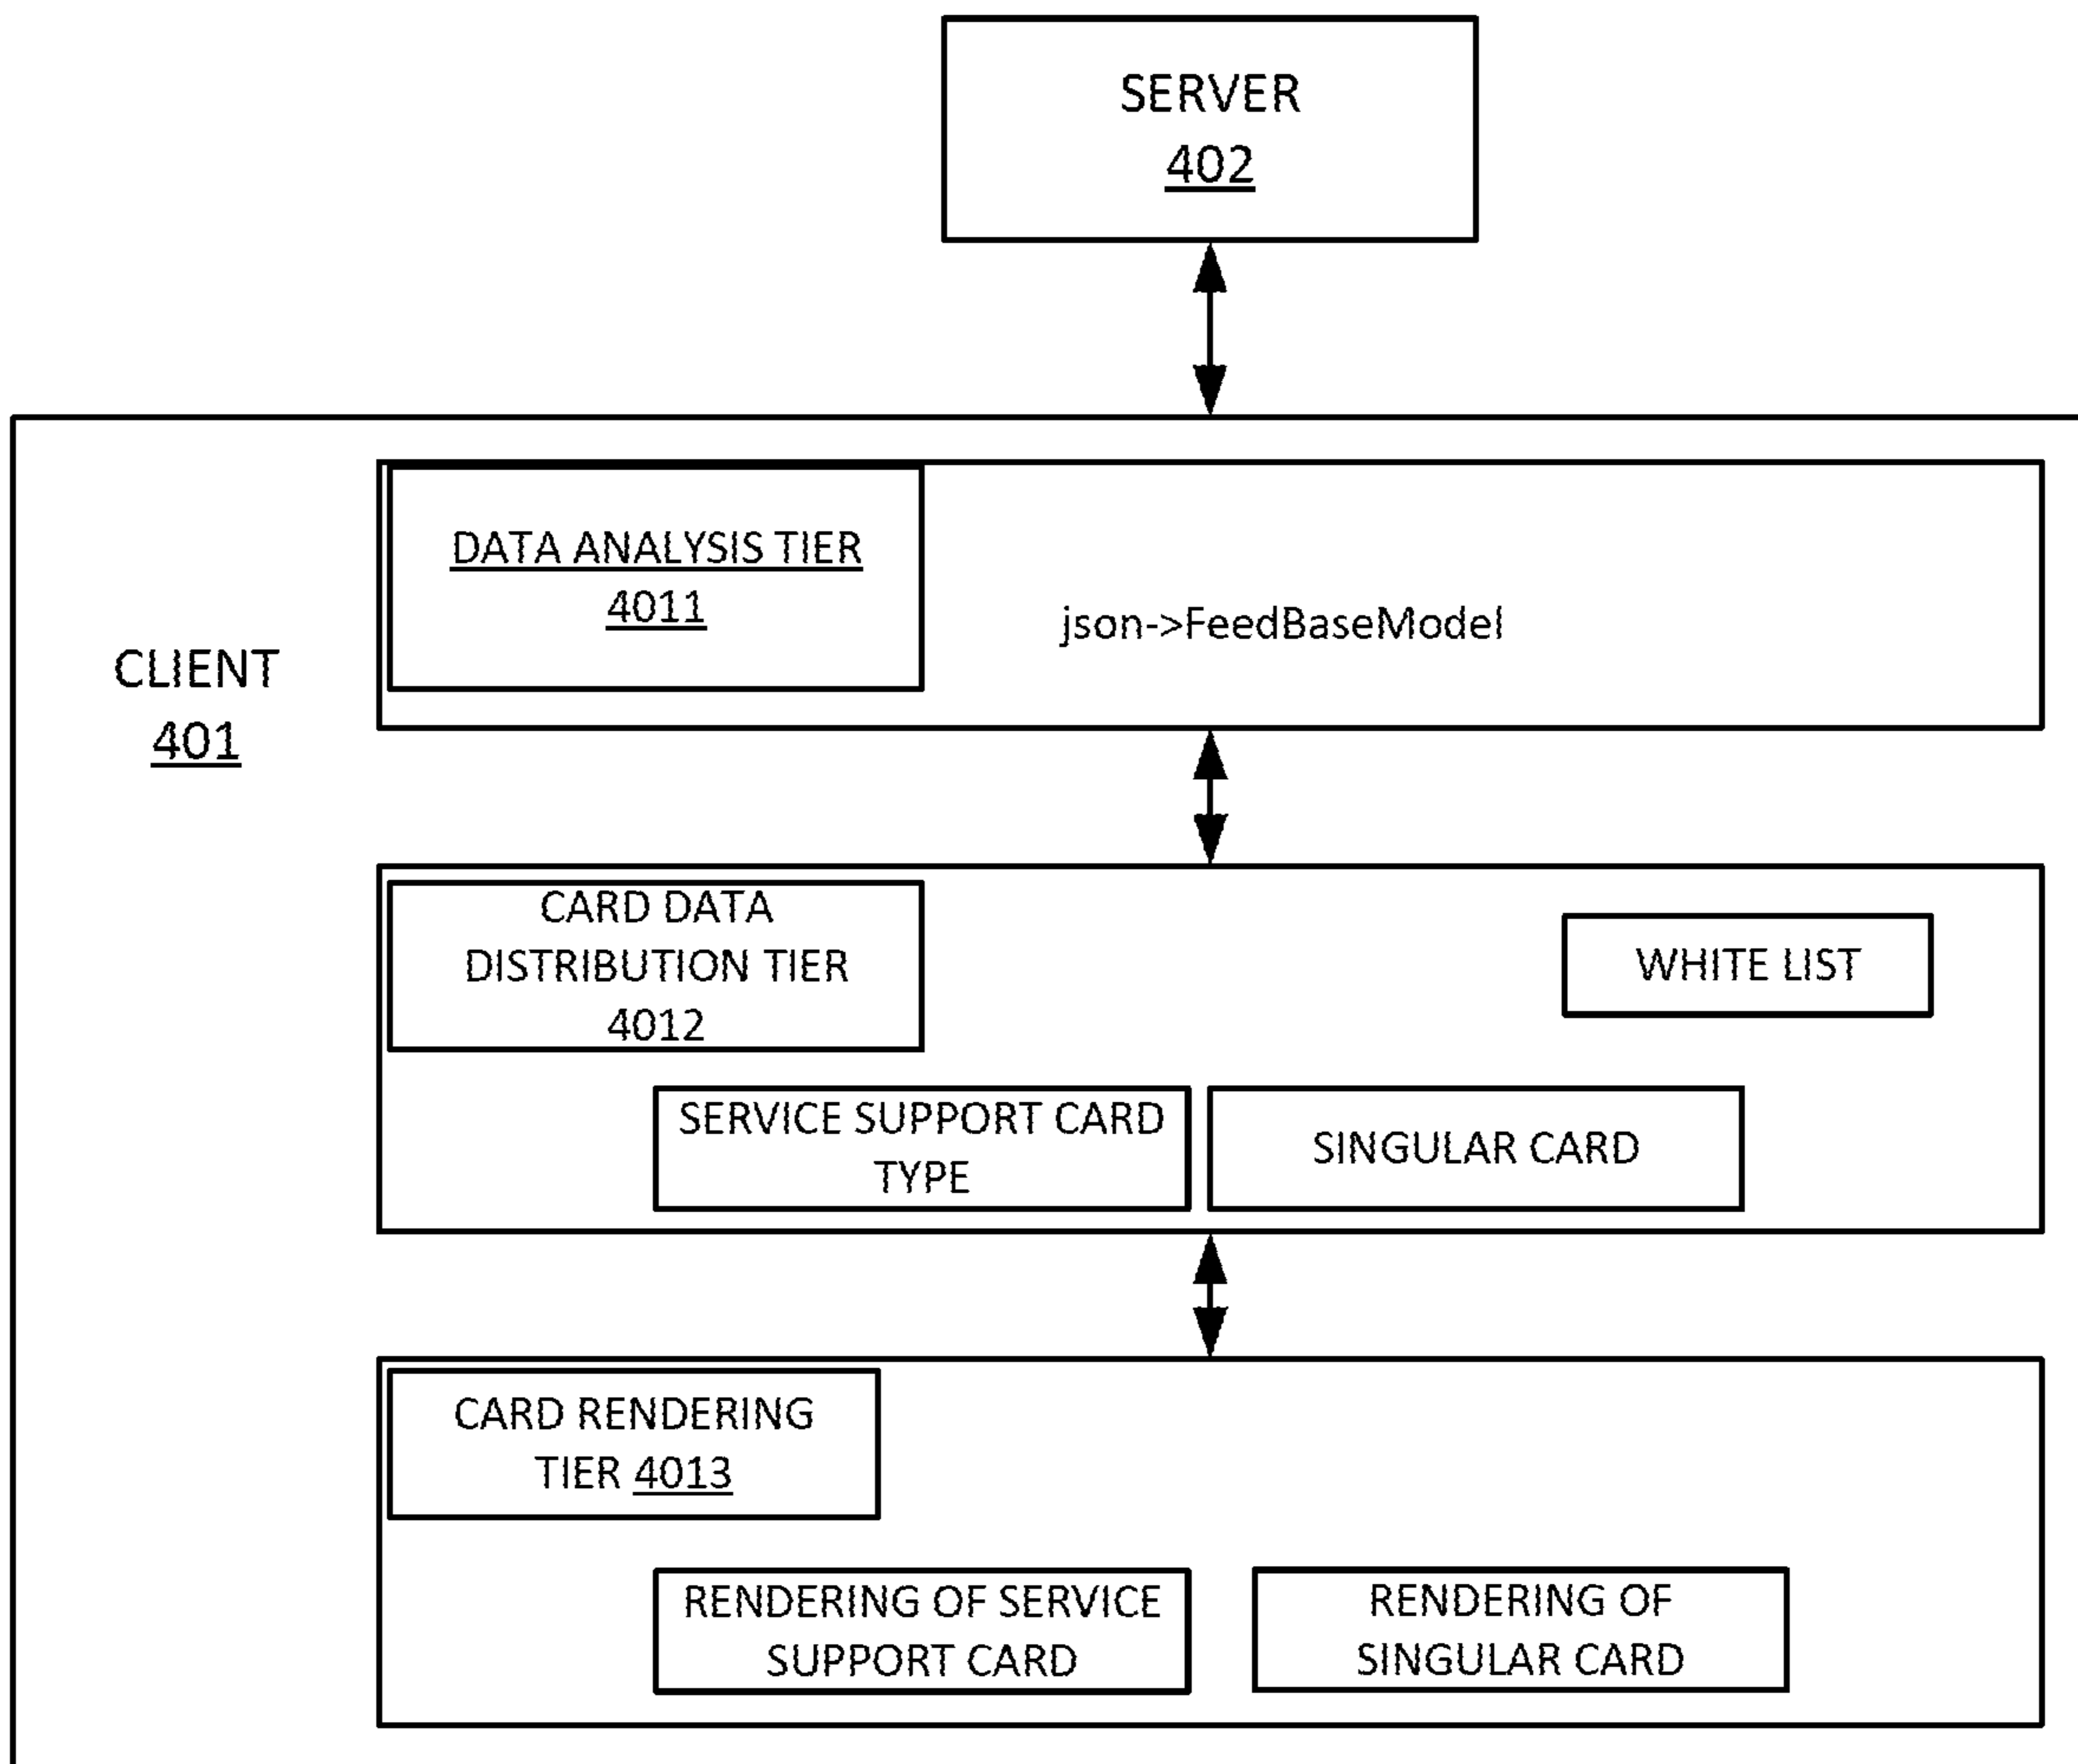 SERVER
402
CLIENT
401
DATA ANALYSIS TIER
4011
json->FeedBaseModel
CARD DATA
DISTRIBUTION TIER
4012
WHITE LIST
SERVICE SUPPORT CARD
TYPE
SINGULAR CARD
CARD RENDERING
TIER 4013
RENDERING OF SERVICE
SUPPORT CARD
RENDERING OF
SINGULAR CARD